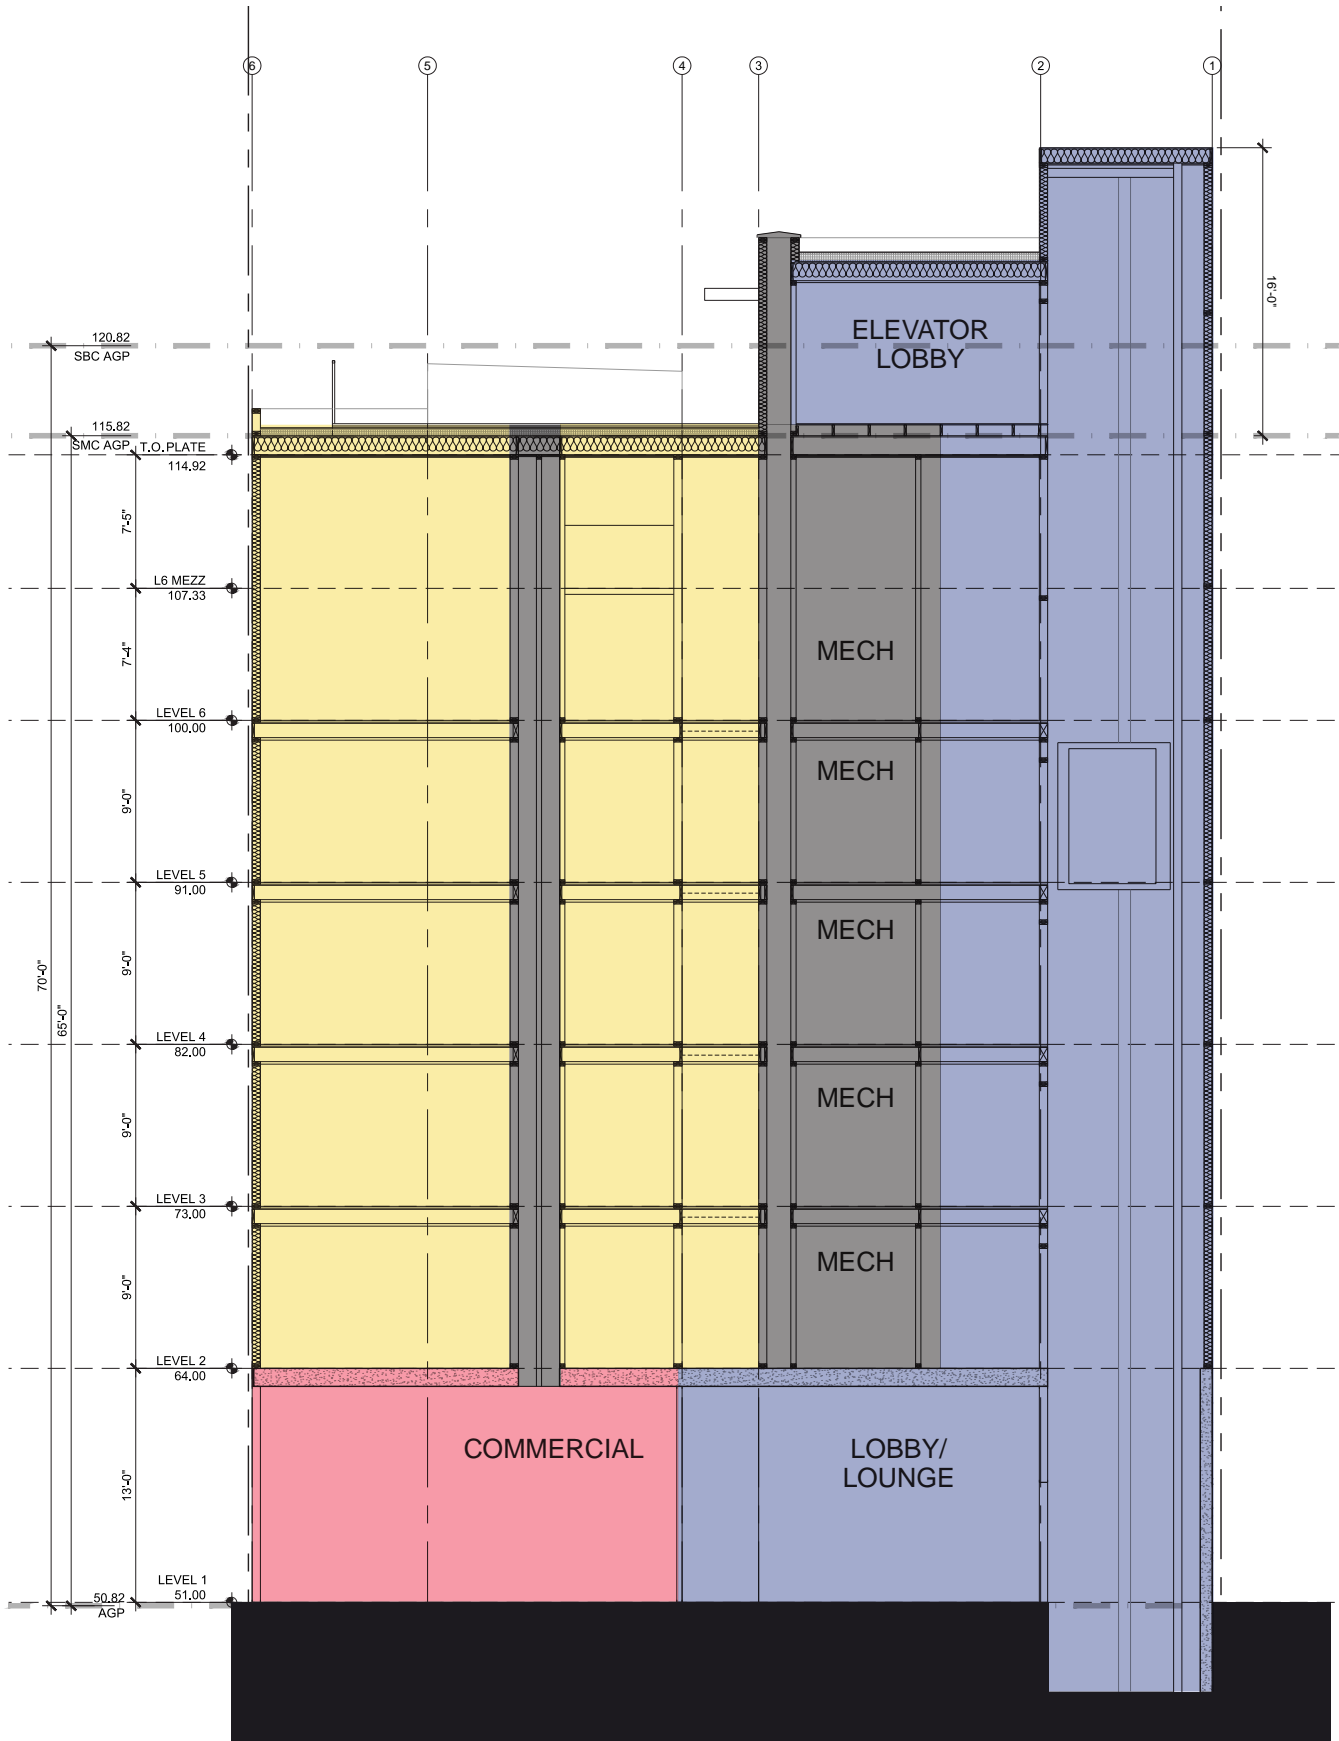 6
5
4
3
2
1
16'-0"
ELEVATOR
LOBBY
120.82
SBC AGP
115.82
SMC AGP
T.O.PLATE
114.92
7'-5"
L6 MEZZ
107.33
7'-4"
MECH
LEVEL 6
100.00
MECH
9'-0"
LEVEL 5
91.00
MECH
9'-0"
70'-0"
65'-0"
LEVEL 4
82.00
MECH
9'-0"
LEVEL 3
73.00
MECH
9'-0"
LEVEL 2
64.00
COMMERCIAL
LOBBY/
LOUNGE
13'-0"
LEVEL 1
51.00
50.82
AGP